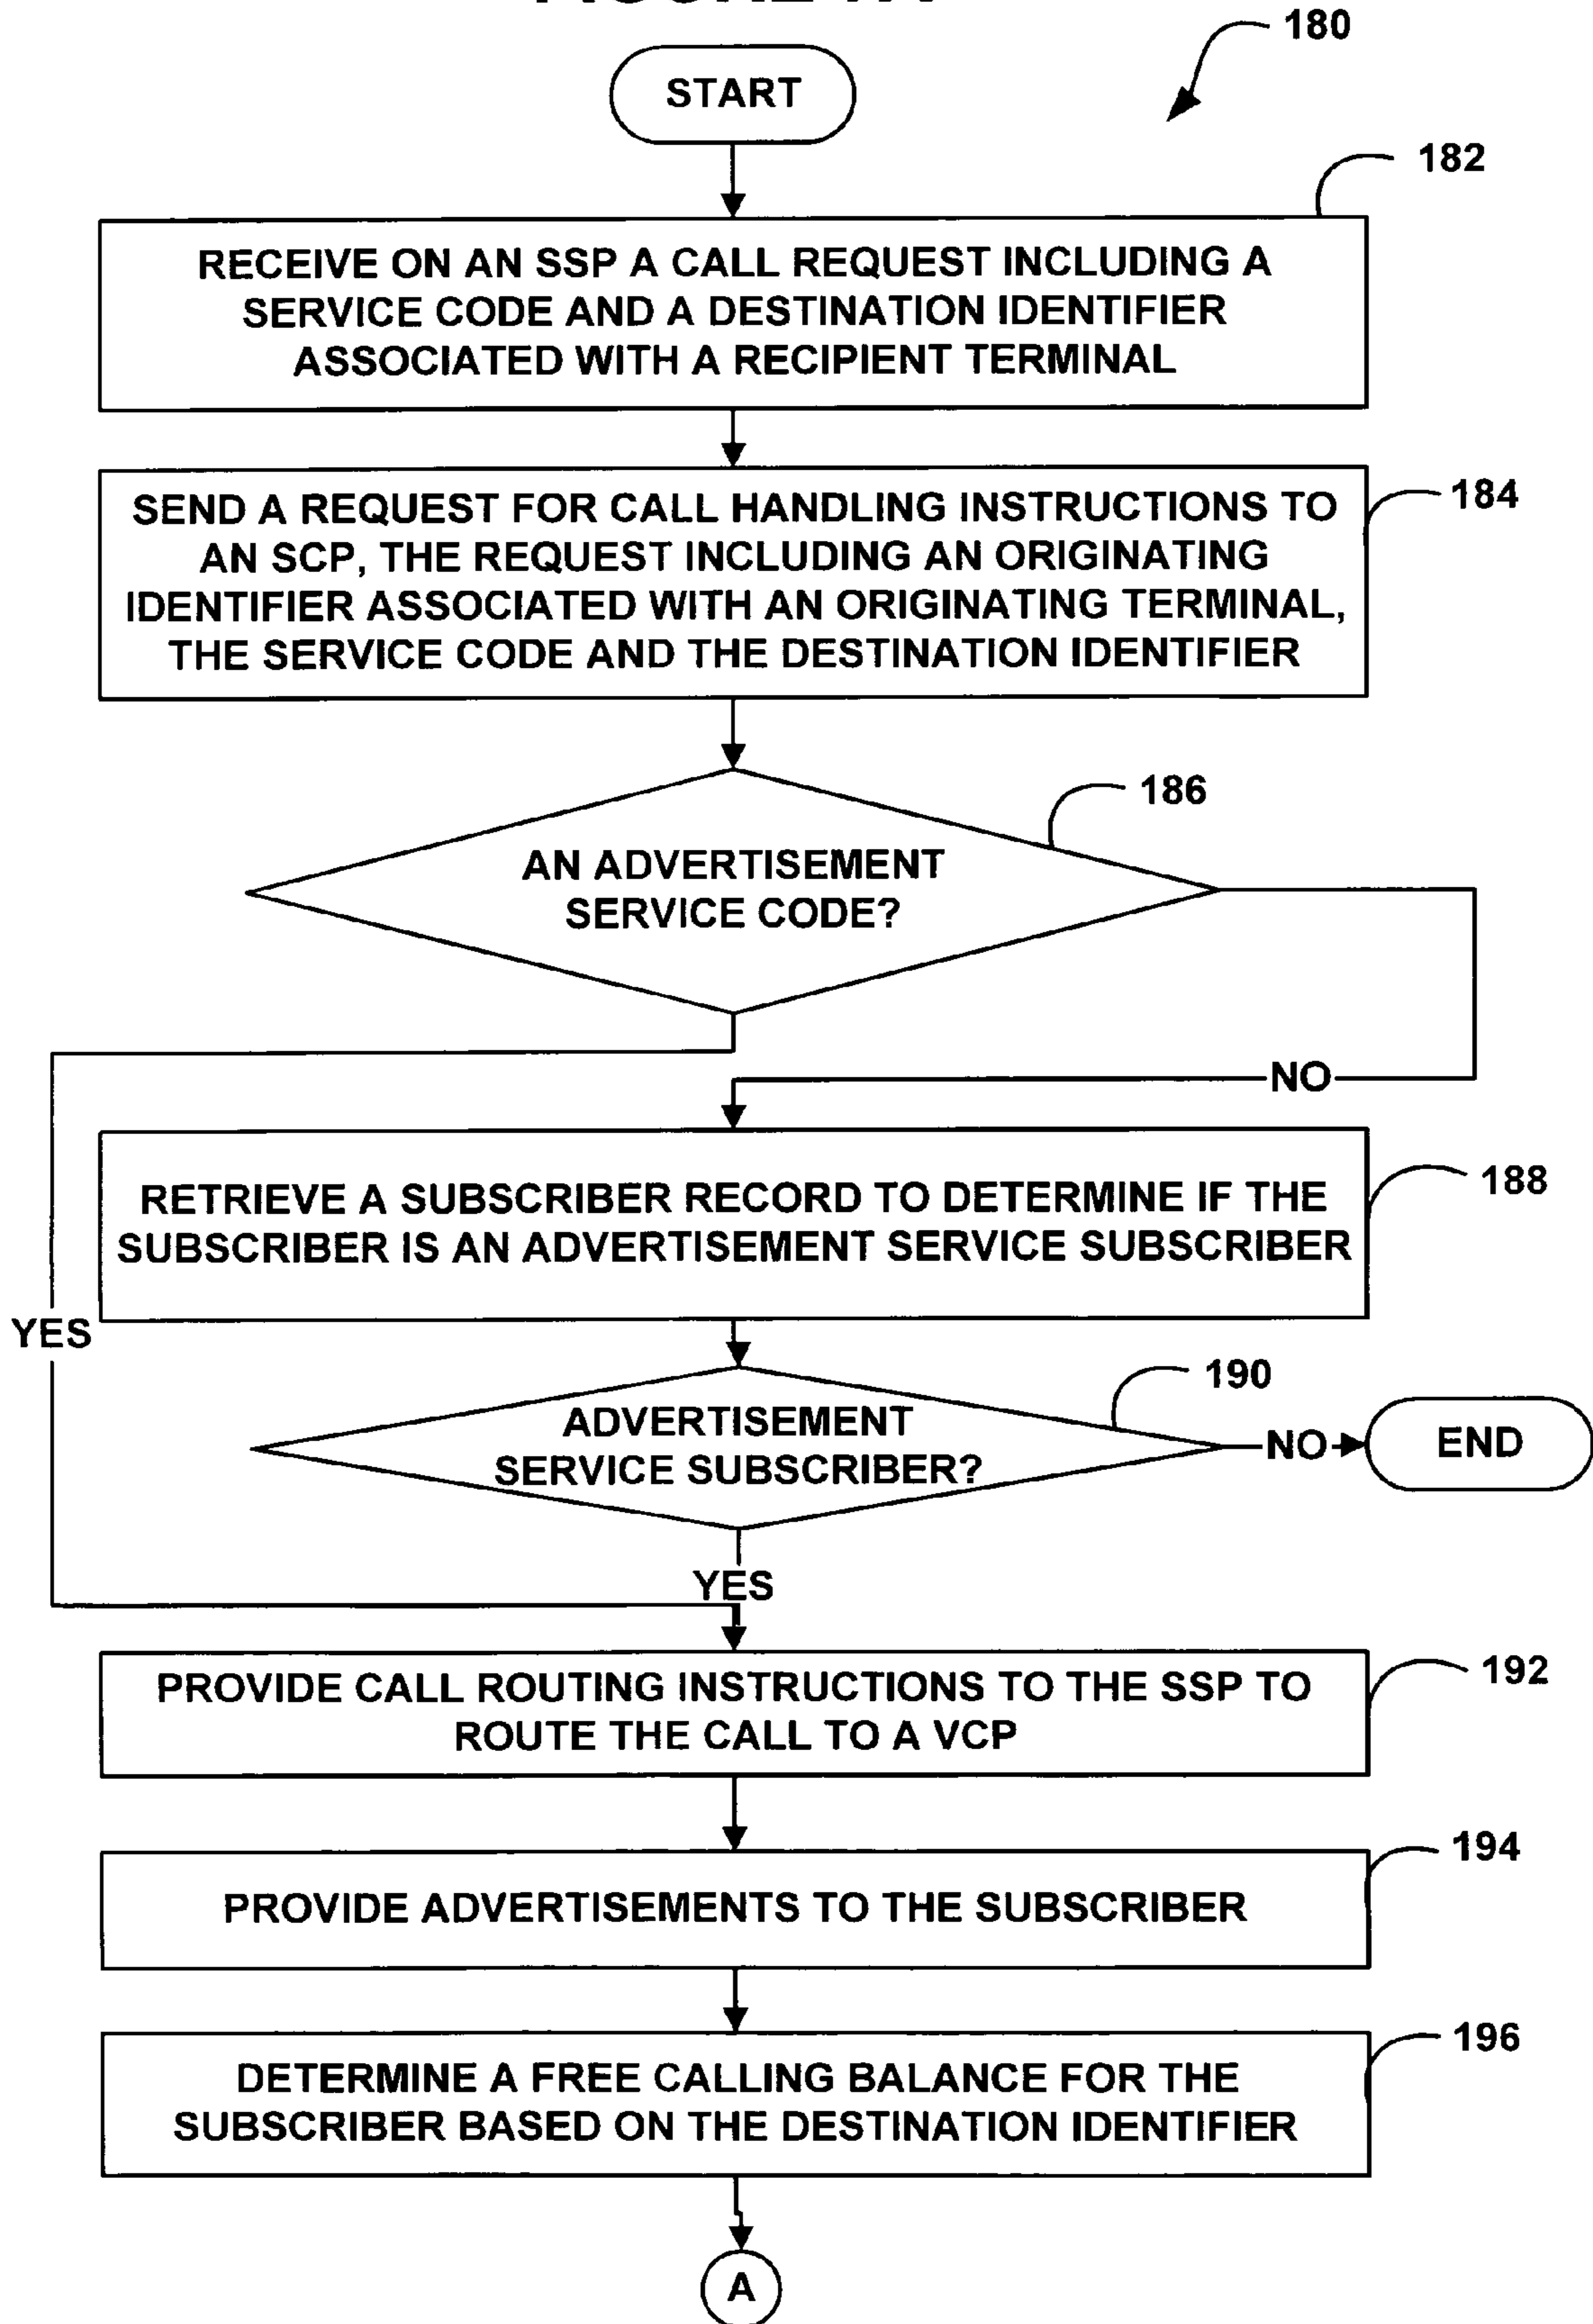 180
START
182
RECEIVE ON AN SSP A CALL REQUEST INCLUDING A
SERVICE CODE AND A DESTINATION IDENTIFIER
ASSOCIATED WITH A RECIPIENT TERMINAL
184
SEND A REQUEST FOR CALL HANDLING INSTRUCTIONS TO
AN SCP, THE REQUEST INCLUDING AN ORIGINATING
IDENTIFIER ASSOCIATED WITH AN ORIGINATING TERMINAL,
THE SERVICE CODE AND THE DESTINATION IDENTIFIER
186
AN ADVERTISEMENT
SERVICE CODE?
NO
188
RETRIEVE A SUBSCRIBER RECORD TO DETERMINE IF THE
SUBSCRIBER IS AN ADVERTISEMENT SERVICE SUBSCRIBER
YES
190
ADVERTISEMENT
SERVICE SUBSCRIBER?
NO
END
YES
192
PROVIDE CALL ROUTING INSTRUCTIONS TO THE SSP TO
ROUTE THE CALL TO A VCP
194
PROVIDE ADVERTISEMENTS TO THE SUBSCRIBER
196
DETERMINE A FREE CALLING BALANCE FOR THE
SUBSCRIBER BASED ON THE DESTINATION IDENTIFIER
A